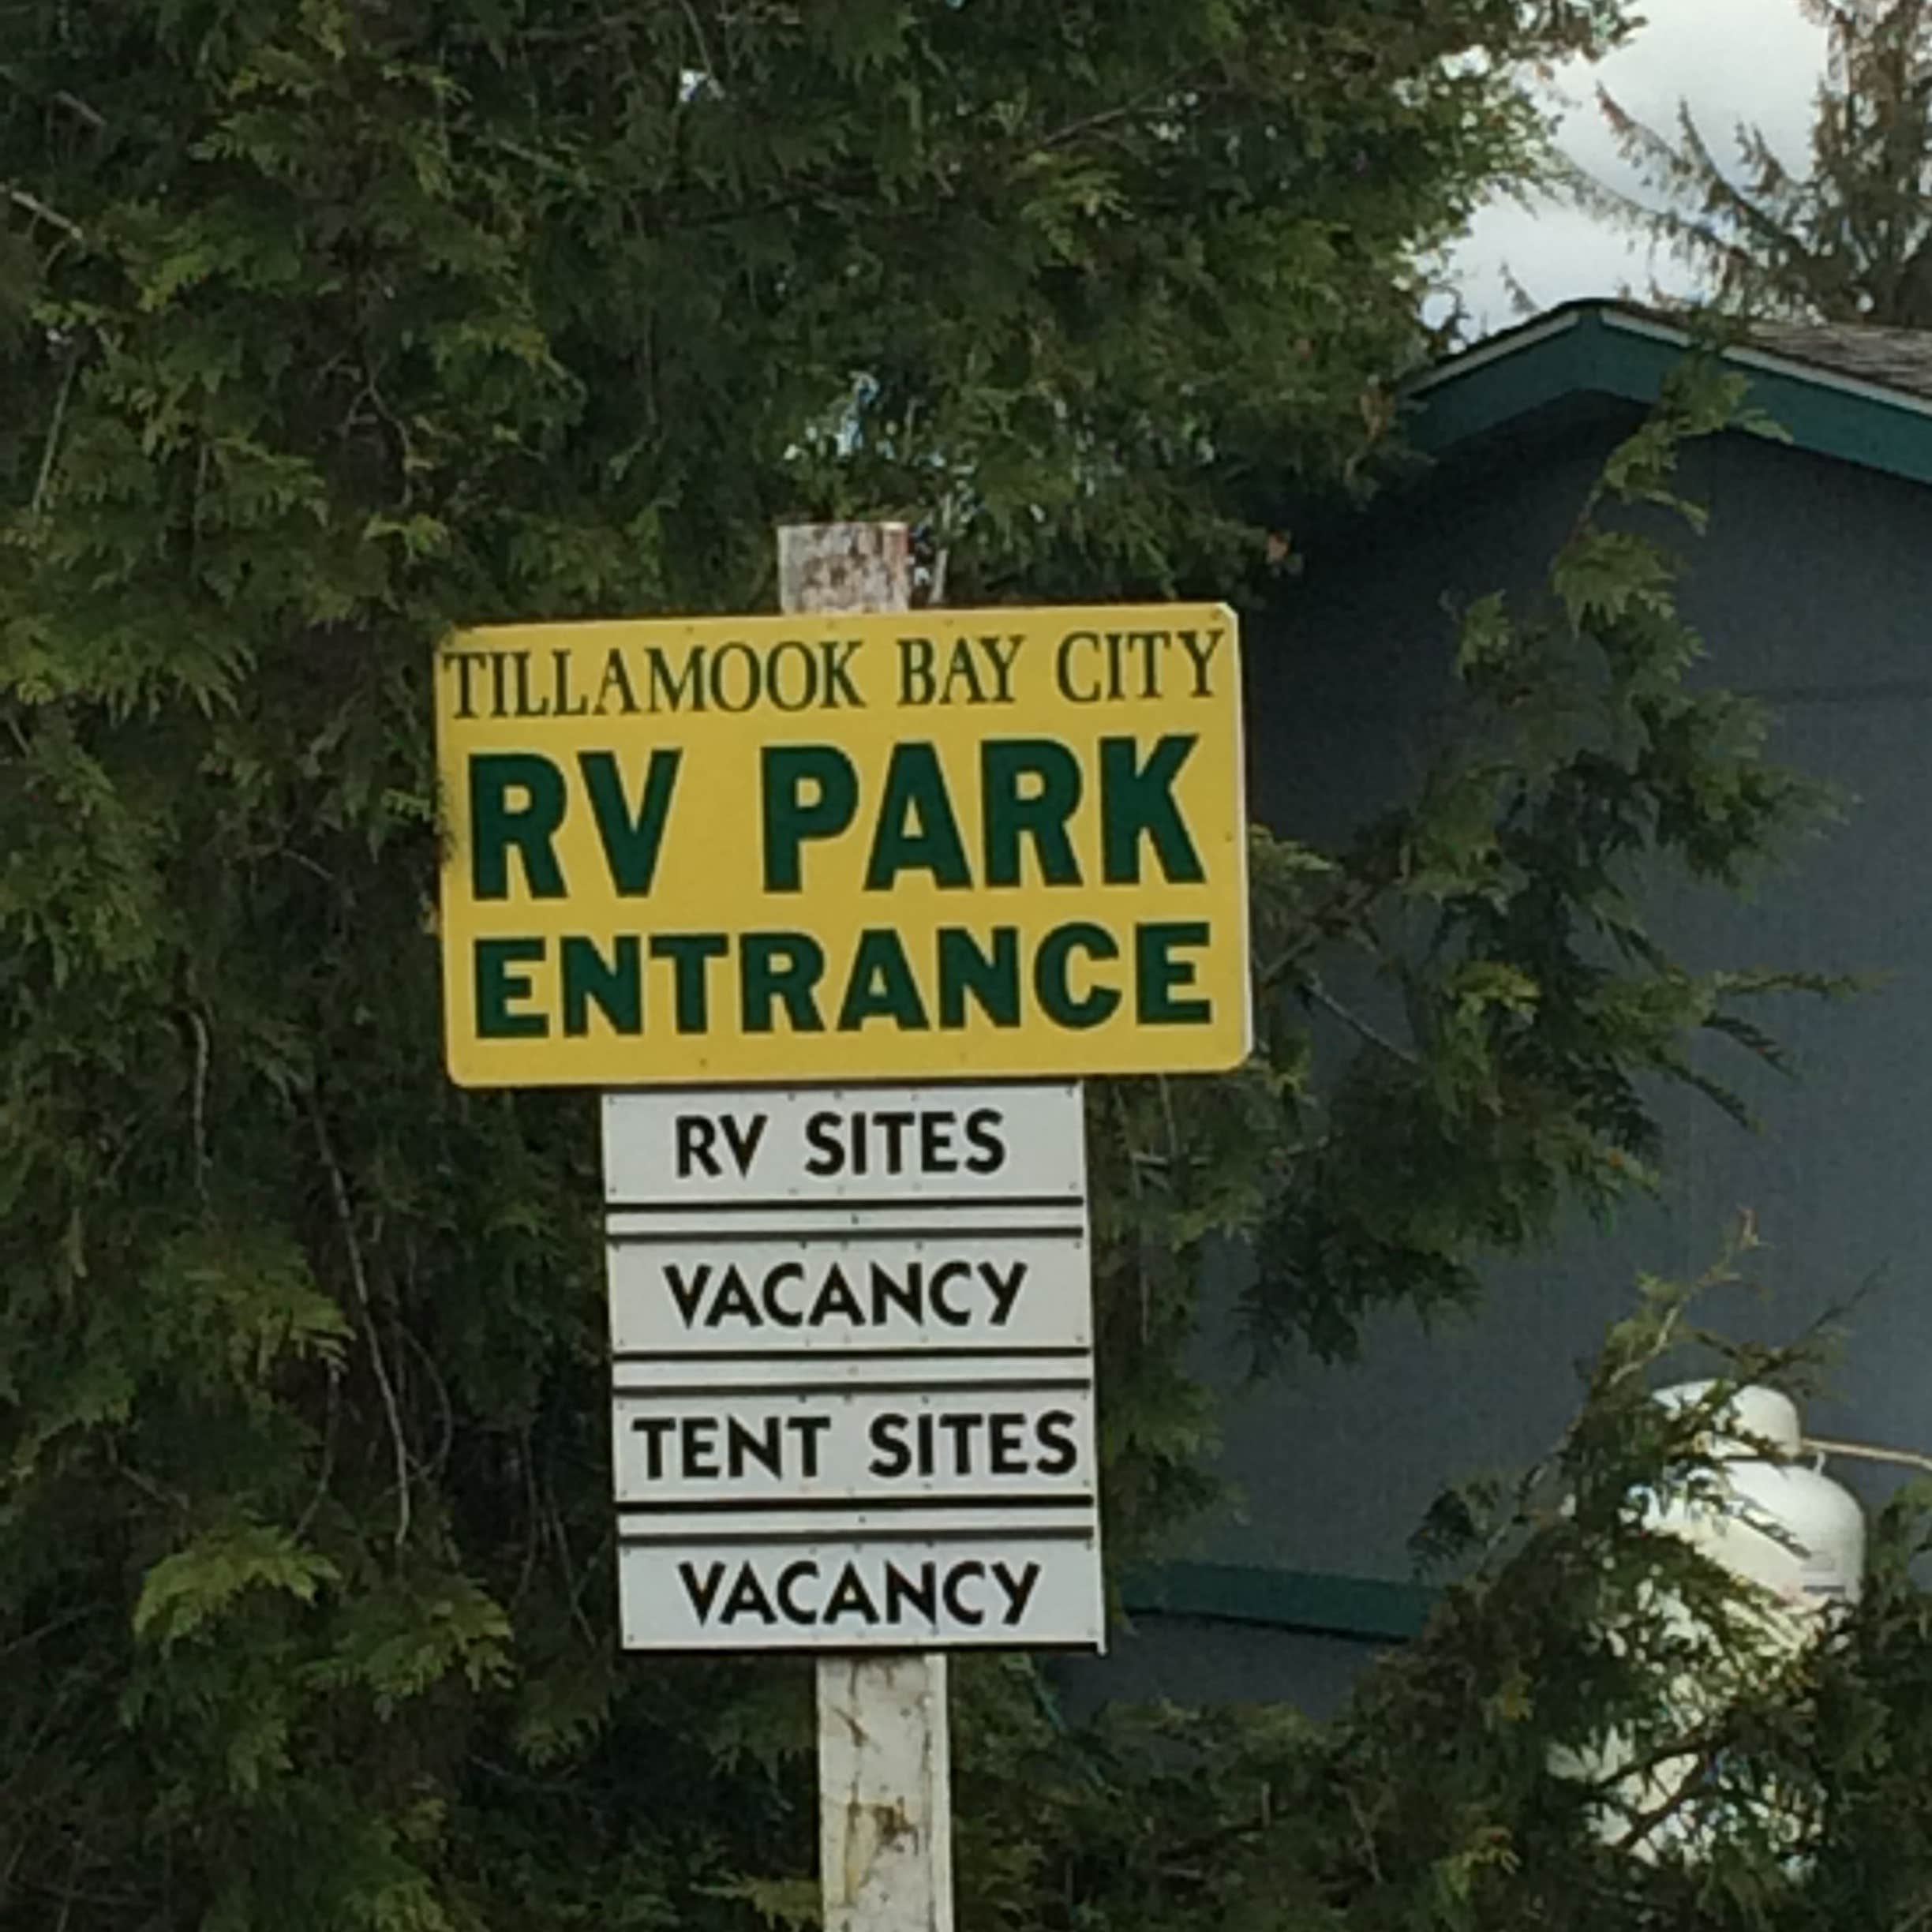 TILLAMOOK BAY CITY
RV PARK
ENTRANCE
RV SITES
VACANCY
TENT SITES
VACANCY